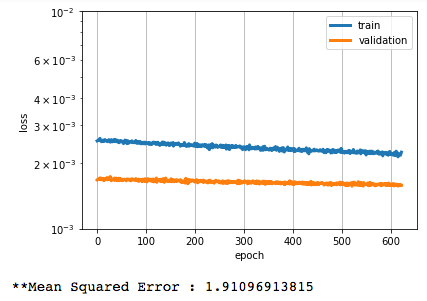 10⁻²
train
validation
6 × 10⁻³
4 × 10⁻³
3 × 10⁻³
2 × 10⁻³
10⁻³
loss
0 100 200 300 400 500 600
epoch
**Mean Squared Error : 1.91096913815